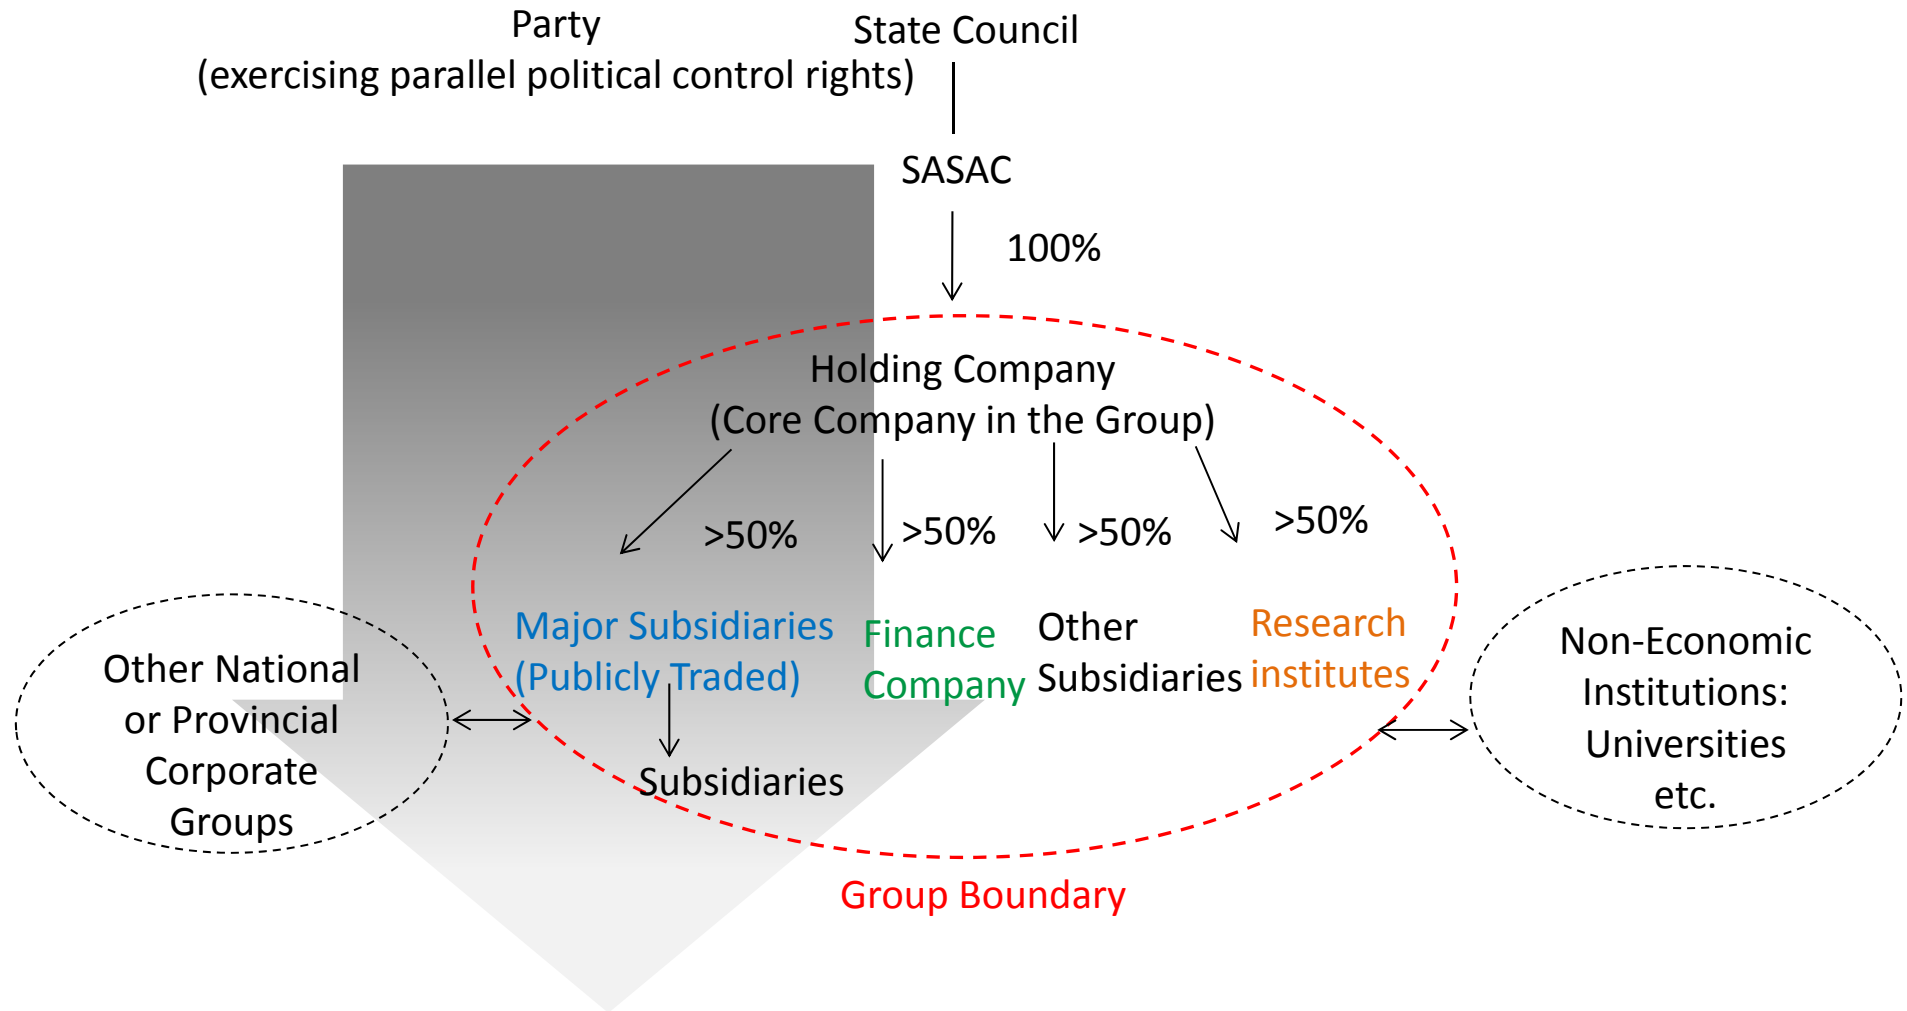 Party
(exercising parallel political control rights)
State Council
SASAC
100%
Holding Company
(Core Company in the Group)
>50%
>50%
>50%
>50%
Major Subsidiaries
(Publicly Traded)
Finance
Company
Other
Subsidiaries
Research
institutes
Subsidiaries
Other National
or Provincial
Corporate
Groups
Non-Economic
Institutions:
Universities
etc.
Group Boundary